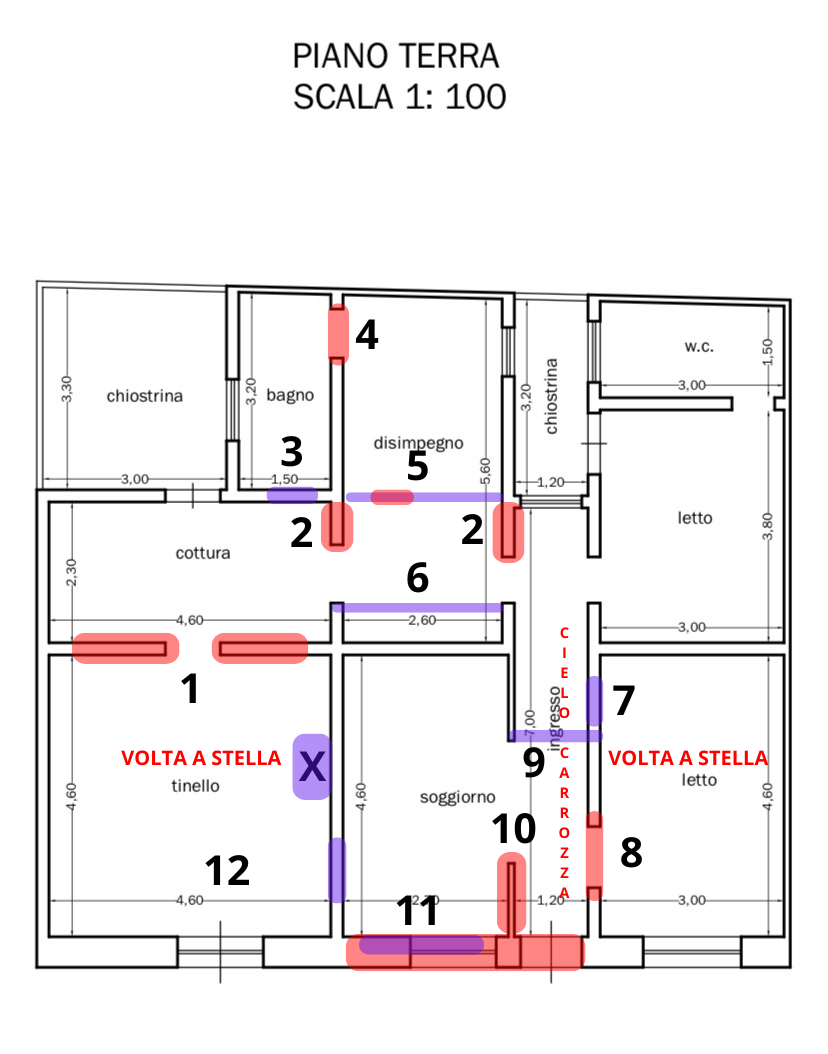 PIANO TERRA
SCALA 1: 100
3,30
chiostrina
3,00
3,20
bagno
3
1,50
4
disimpegno
5
5,60
3,20
chiostrina
1,20
w.c.
1,50
3,00
letto
3,80
3,00
2
2
cottura
2,30
4,60
6
2,60
1
CIELO CARROZZA
7,00
ingresso
7
9
VOLTA A STELLA
tinello
X
4,60
4,60
soggiorno
VOLTA A STELLA
letto
4,60
10
8
12
4,60
11
1,20
3,00